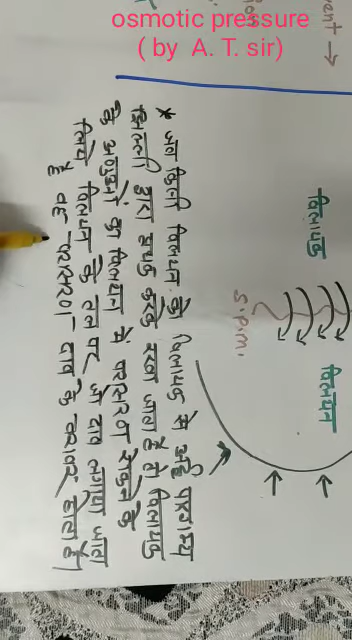 osmotic pressure
( by A. T. sir)
विलायक
S.P.M.
विलयन
* जब किसी विलयन को विलायक से अर्द्ध पारगम्य
झिल्ली द्वारा पृथक करके रखा जाता है तो विलायक
के अणुओं का विलयन में परासरण रोकने के
लिये विलयन के तल पर जो दाब लगाया जाता
है वह परासरण दाब के बराबर होता है।